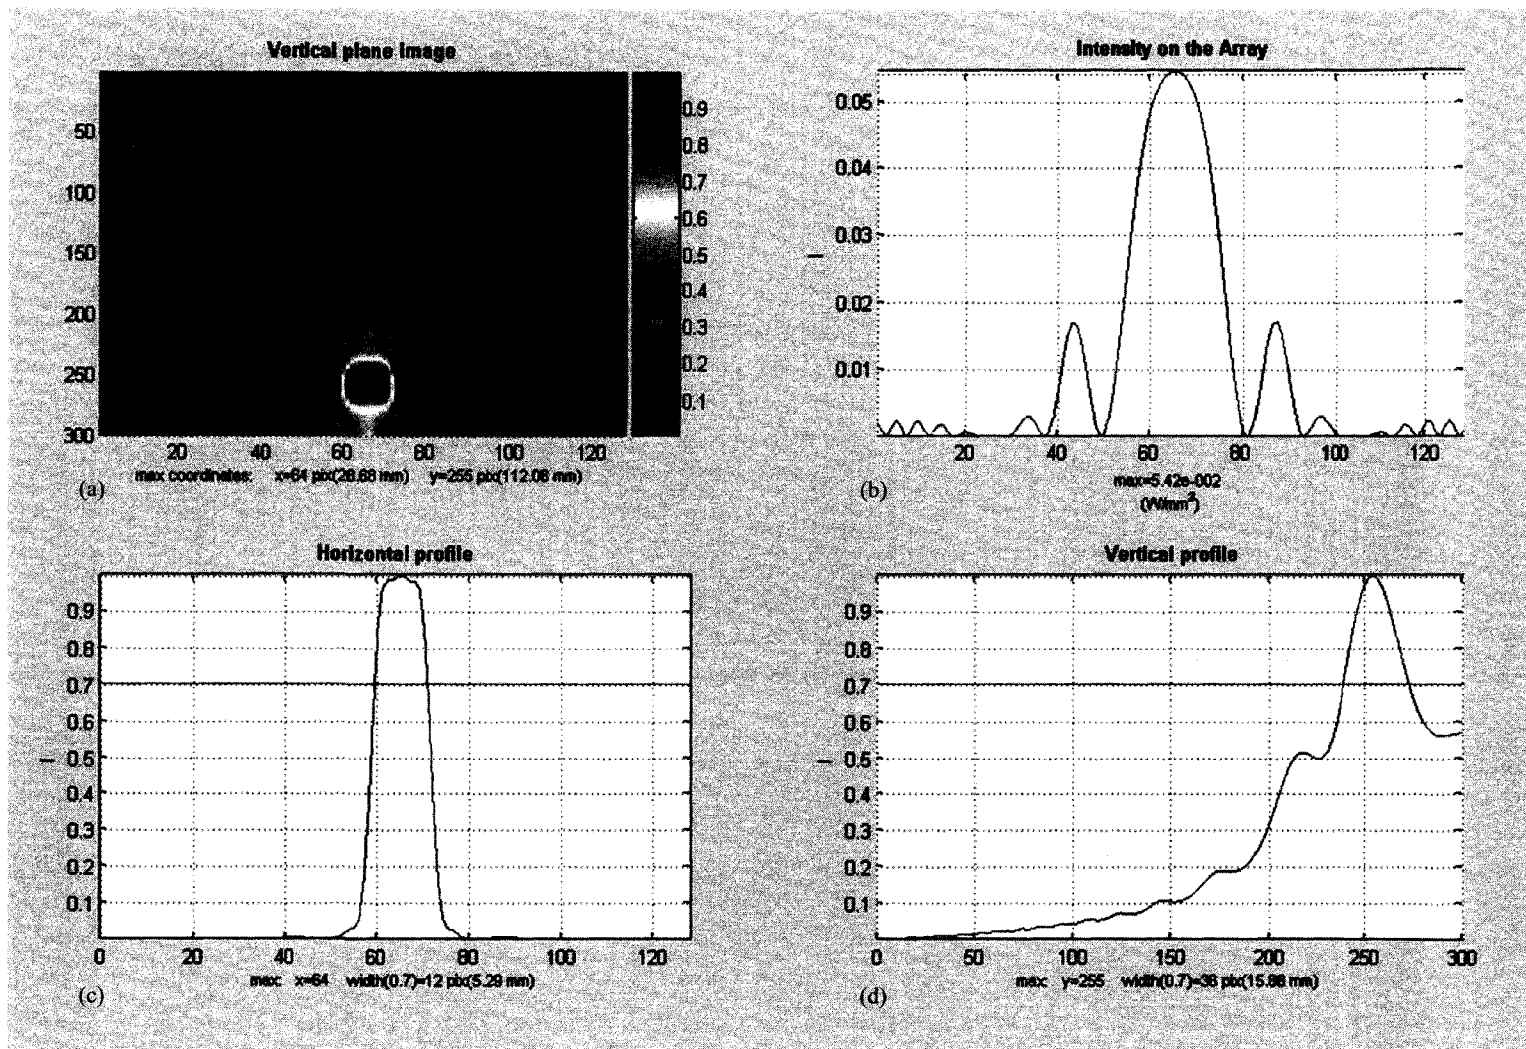 Vertical plane image
50
100
150
200
250
300
20 40 60 80 100 120
0.9
0.8
0.7
0.6
0.5
0.4
0.3
0.2
0.1
max coordinates: x=64 pix(28.68 mm) y=255 pix(112.06 mm)
(a)
Intensity on the Array
I
0.05
0.04
0.03
0.02
0.01
20 40 60 80 100 120
max=5.42e-002
(W/mm²)
(b)
Horizontal profile
I
0.9
0.8
0.7
0.6
0.5
0.4
0.3
0.2
0.1
0 20 40 60 80 100 120
max: x=64 width(0.7)=12 pix(5.29 mm)
(c)
Vertical profile
I
0.9
0.8
0.7
0.6
0.5
0.4
0.3
0.2
0.1
0 50 100 150 200 250 300
max: y=255 width(0.7)=36 pix(15.88 mm)
(d)